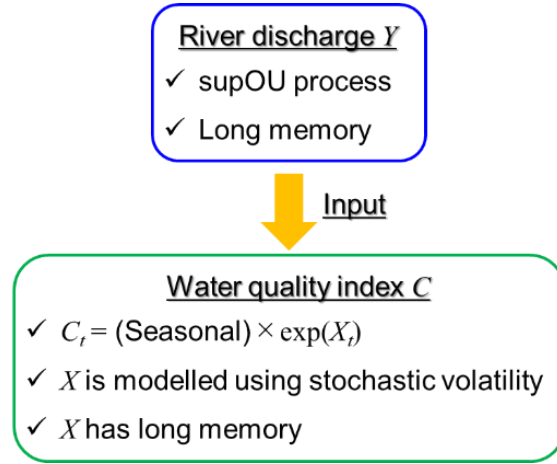 River discharge Y
✓ supOU process
✓ Long memory
Input
Water quality index C
✓ Cₜ = (Seasonal) × exp(Xₜ)
✓ X is modelled using stochastic volatility
✓ X has long memory